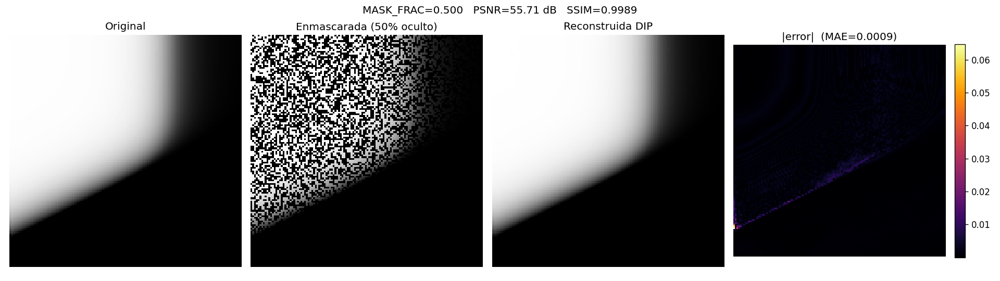 MASK_FRAC=0.500   PSNR=55.71 dB   SSIM=0.9989
Original
Enmascarada (50% oculto)
Reconstruida DIP
|error|  (MAE=0.0009)
0.06
0.05
0.04
0.03
0.02
0.01